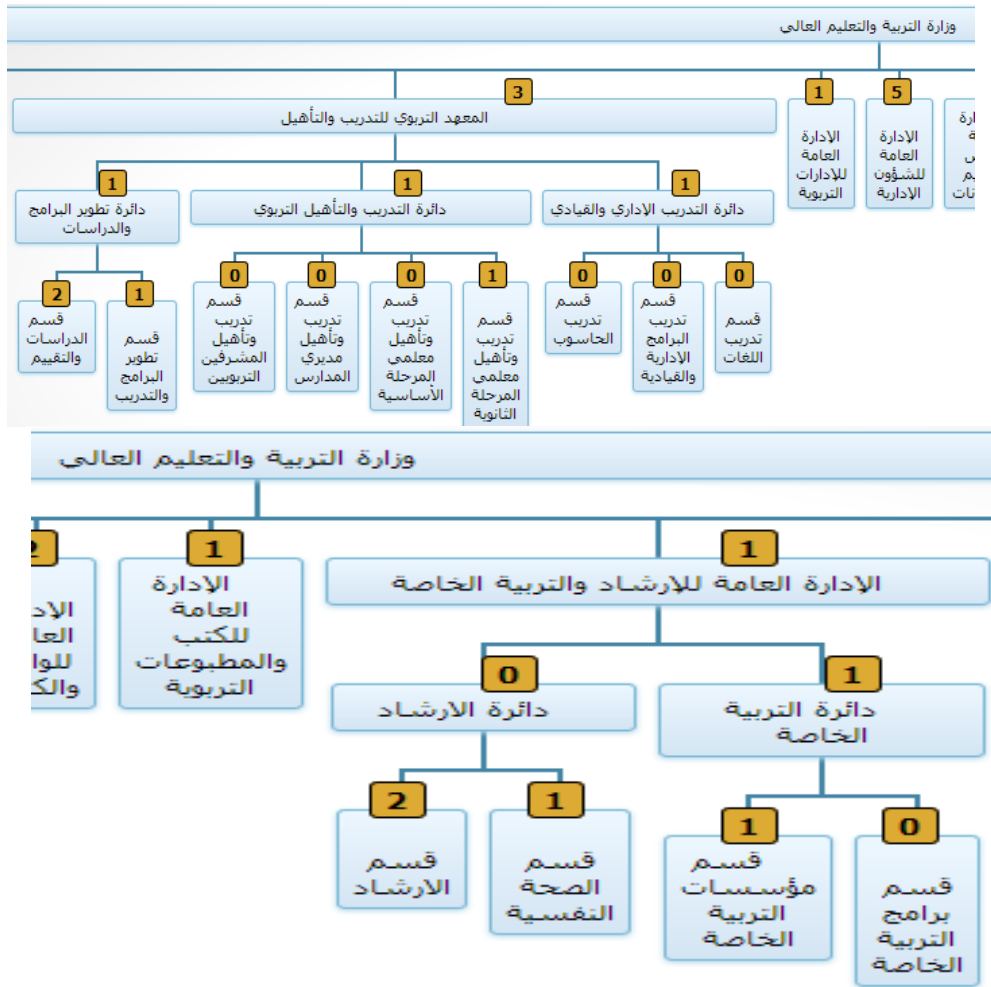 وزارة التربية والتعليم العالي
5
1
3
الإدارة
العامة
للشؤون
الإدارية
الإدارة
العامة
للإدارات
التربوية
المعهد التربوي للتدريب والتأهيل
1
1
1
دائرة التدريب الإداري والقيادي
دائرة التدريب والتأهيل التربوي
دائرة تطوير البرامج
والدراسات
0
0
0
1
0
0
0
1
2
قسم
تدريب
اللغات
قسم
تدريب
البرامج
الإدارية
والقيادية
قسم
تدريب
الحاسوب
قسم
تدريب
وتأهيل
معلمي
المرحلة
الثانوية
قسم
تدريب
وتأهيل
معلمي
المرحلة
الأساسية
قسم
تدريب
وتأهيل
مديري
المدارس
قسم
تدريب
وتأهيل
المشرفين
التربويين
قسم
تطوير
البرامج
والتدريب
قسم
الدراسات
والتقييم
وزارة التربية والتعليم العالي
1
1
2
الإدارة العامة للإرشاد والتربية الخاصة
الإدارة
العامة
للكتب
والمطبوعات
التربوية
1
0
دائرة التربية
الخاصة
دائرة الارشاد
0
1
1
2
قسم
برامج
التربية
الخاصة
قسم
مؤسسات
التربية
الخاصة
قسم
الصحة
النفسية
قسم
الارشاد